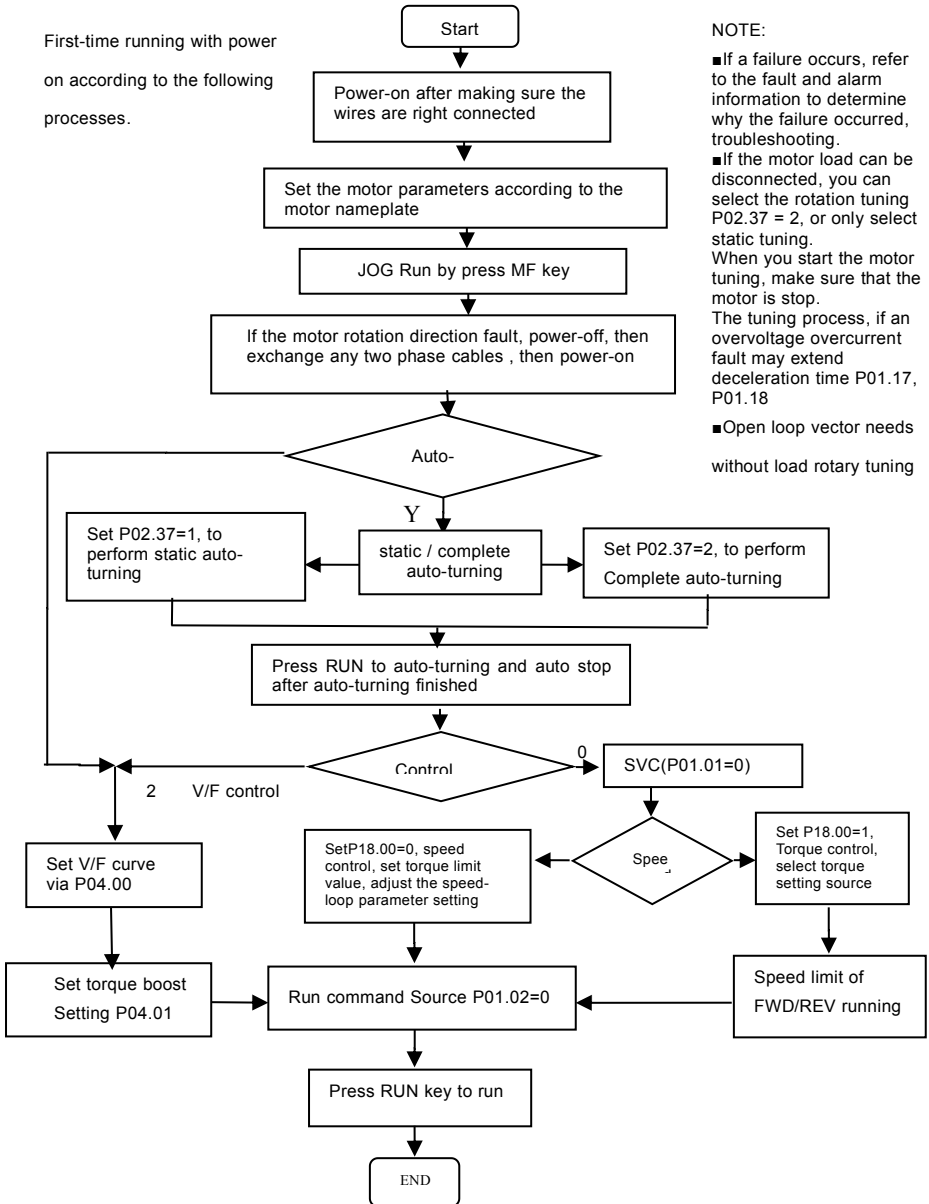 First-time running with power
on according to the following
processes.
Start
Power-on after making sure the
wires are right connected
Set the motor parameters according to the
motor nameplate
JOG Run by press MF key
If the motor rotation direction fault, power-off, then
exchange any two phase cables , then power-on
Auto-
Y
Set P02.37=1, to
perform static auto-
turning
static / complete
auto-turning
Set P02.37=2, to perform
Complete auto-turning
Press RUN to auto-turning and auto stop
after auto-turning finished
Control
0
SVC(P01.01=0)
2 V/F control
Set V/F curve
via P04.00
SetP18.00=0, speed
control, set torque limit
value, adjust the speed-
loop parameter setting
Spee
Set P18.00=1,
Torque control,
select torque
setting source
Set torque boost
Setting P04.01
Run command Source P01.02=0
Speed limit of
FWD/REV running
Press RUN key to run
END
NOTE:
■If a failure occurs, refer
to the fault and alarm
information to determine
why the failure occurred,
troubleshooting.
■If the motor load can be
disconnected, you can
select the rotation tuning
P02.37 = 2, or only select
static tuning.
When you start the motor
tuning, make sure that the
motor is stop.
The tuning process, if an
overvoltage overcurrent
fault may extend
deceleration time P01.17,
P01.18
■Open loop vector needs
without load rotary tuning